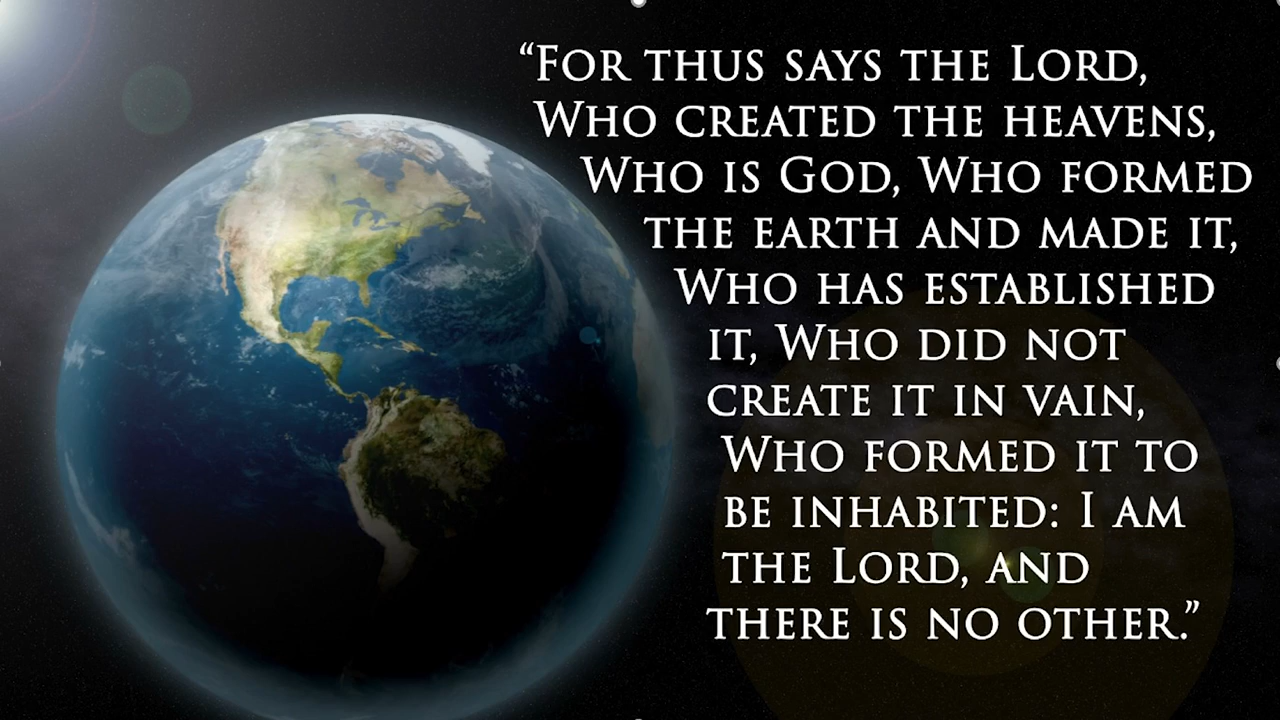 “For thus says the Lord,
Who created the heavens,
Who is God, Who formed
the earth and made it,
Who has established
it, Who did not
create it in vain,
Who formed it to
be inhabited: I am
the Lord, and
there is no other.”